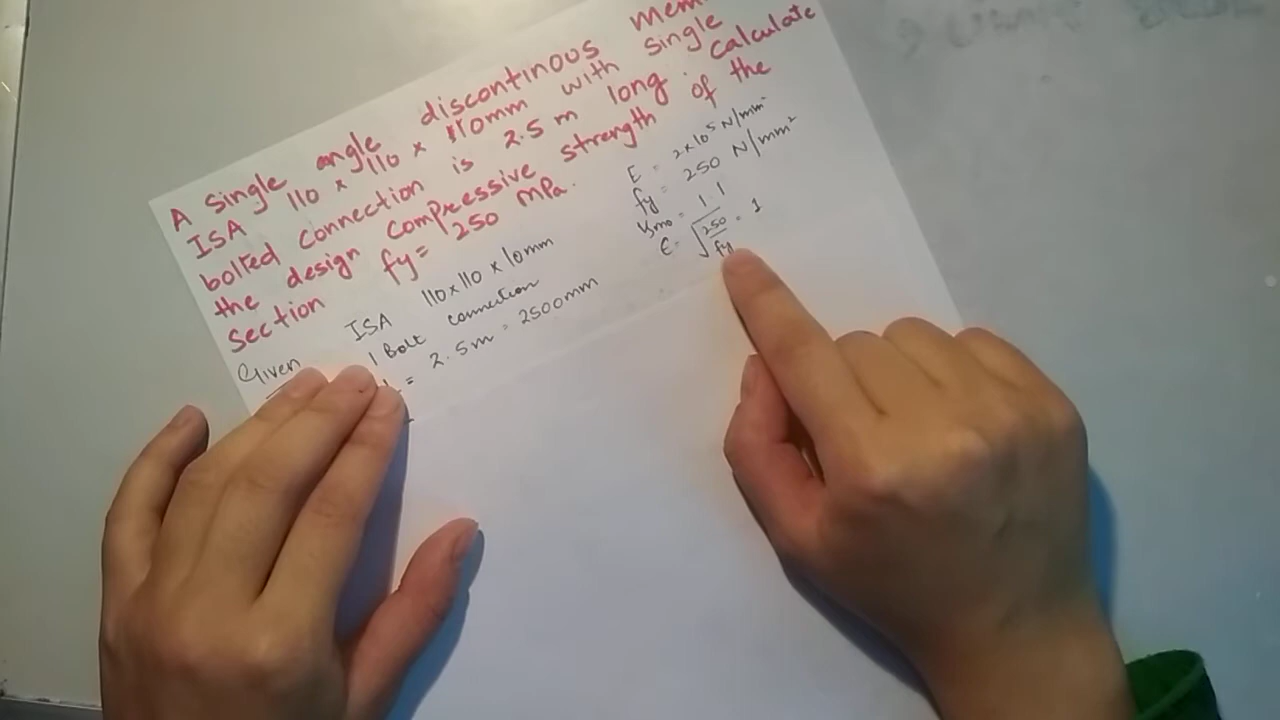 A single angle discontinous mem
ISA 110 x 110 x 10mm with single
bolted connection is 2.5 m long. calculate
the design compressive strength of the
section fy= 250 MPa.
Given ISA 110x110 x 10mm
1 Bolt connection
L = 2.5m = 2500mm
E = 2x10⁵ N/mm²
fy = 250 N/mm²
γmo = 1.1
ϵ = √250/fy = 1